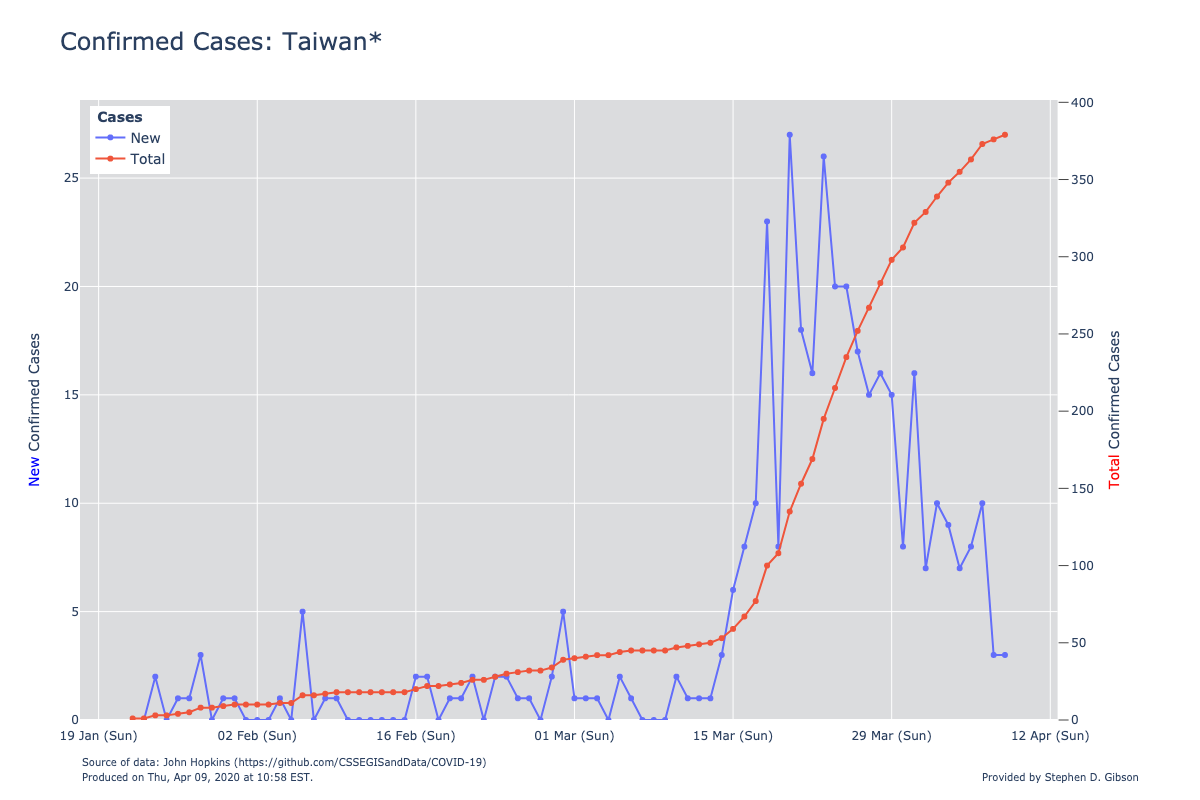 Confirmed Cases: Taiwan*
Cases
New
Total
25
20
15
10
5
0
400
350
300
250
200
150
100
50
0
New Confirmed Cases
Total Confirmed Cases
19 Jan (Sun) 02 Feb (Sun) 16 Feb (Sun) 01 Mar (Sun) 15 Mar (Sun) 29 Mar (Sun) 12 Apr (Sun)
Source of data: John Hopkins (https://github.com/CSSEGISandData/COVID-19)
Produced on Thu, Apr 09, 2020 at 10:58 EST.
Provided by Stephen D. Gibson